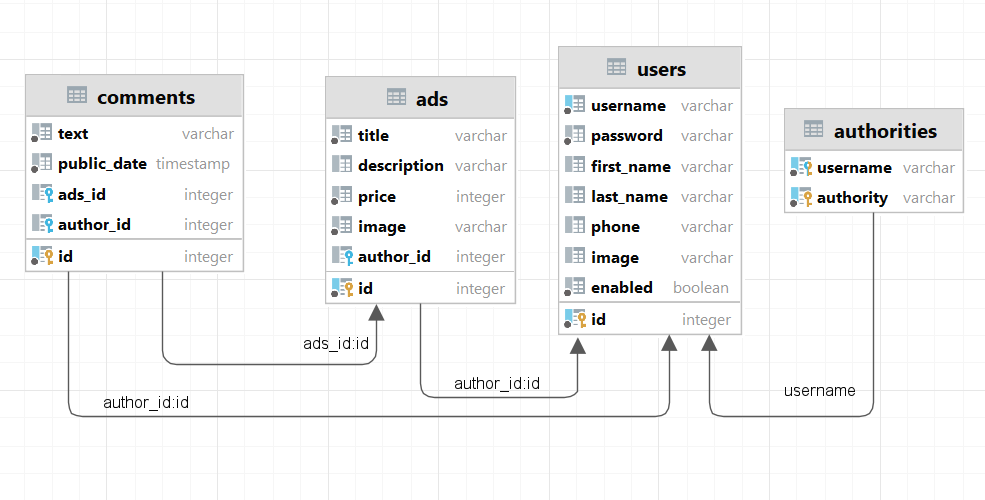 comments
text varchar
public_date timestamp
ads_id integer
author_id integer
id integer
ads
title varchar
description varchar
price integer
image varchar
author_id integer
id integer
users
username varchar
password varchar
first_name varchar
last_name varchar
phone varchar
image varchar
enabled boolean
id integer
authorities
username varchar
authority varchar
ads_id:id
author_id:id
author_id:id
username